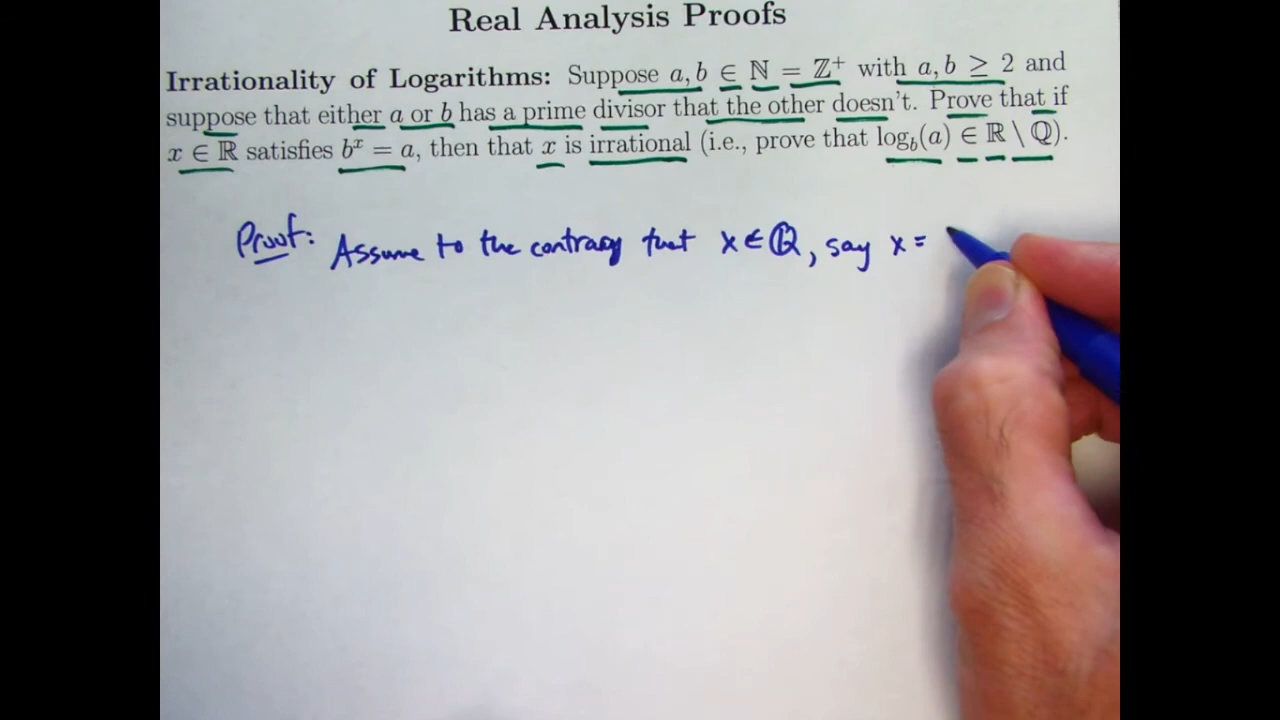 Real Analysis Proofs
Irrationality of Logarithms: Suppose a, b ∈ ℕ = ℤ⁺ with a, b ≥ 2 and
suppose that either a or b has a prime divisor that the other doesn't. Prove that if
x ∈ ℝ satisfies bˣ = a, then that x is irrational (i.e., prove that log_b(a) ∈ ℝ \ ℚ).
Proof: Assume to the contrary that x ∈ ℚ, say x =